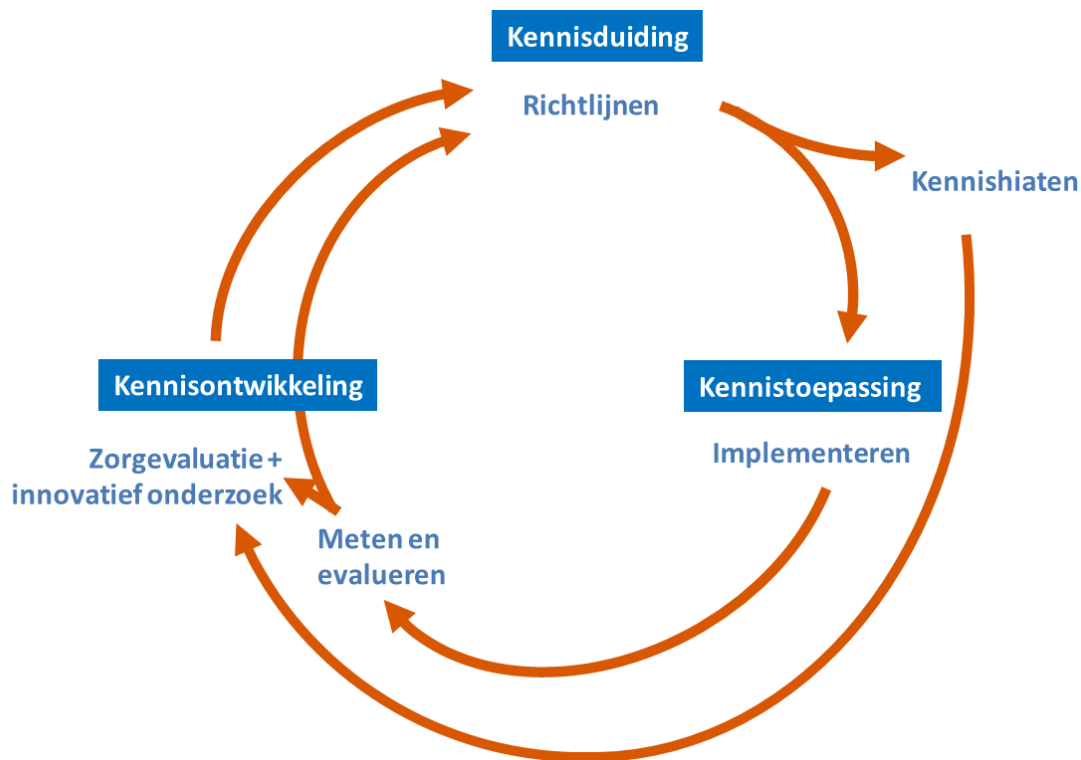 Kennisduiding
Richtlijnen
Kennishiaten
Kennisontwikkeling
Kennistoepassing
Zorgevaluatie +
innovatief onderzoek
Implementeren
Meten en
evalueren